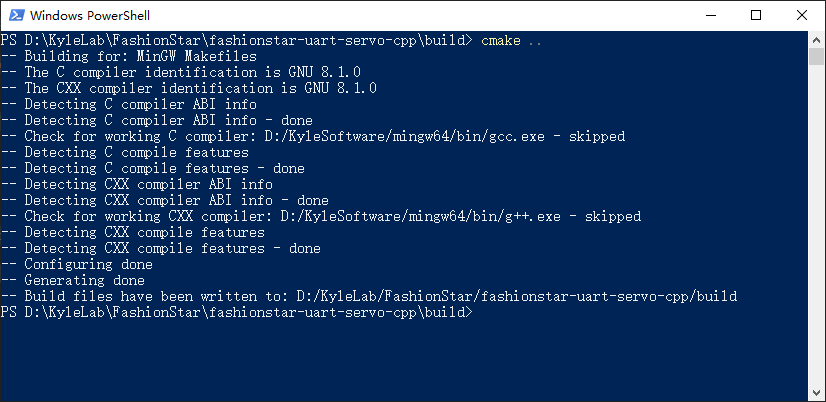 Windows PowerShell
PS D:\KyleLab\FashionStar\fashionstar-uart-servo-cpp\build> cmake ..
-- Building for: MinGW Makefiles
-- The C compiler identification is GNU 8.1.0
-- The CXX compiler identification is GNU 8.1.0
-- Detecting C compiler ABI info
-- Detecting C compiler ABI info - done
-- Check for working C compiler: D:/KyleSoftware/mingw64/bin/gcc.exe - skipped
-- Detecting C compile features
-- Detecting C compile features - done
-- Detecting CXX compiler ABI info
-- Detecting CXX compiler ABI info - done
-- Check for working CXX compiler: D:/KyleSoftware/mingw64/bin/g++.exe - skipped
-- Detecting CXX compile features
-- Detecting CXX compile features - done
-- Configuring done
-- Generating done
-- Build files have been written to: D:/KyleLab/FashionStar/fashionstar-uart-servo-cpp/build
PS D:\KyleLab\FashionStar\fashionstar-uart-servo-cpp\build>